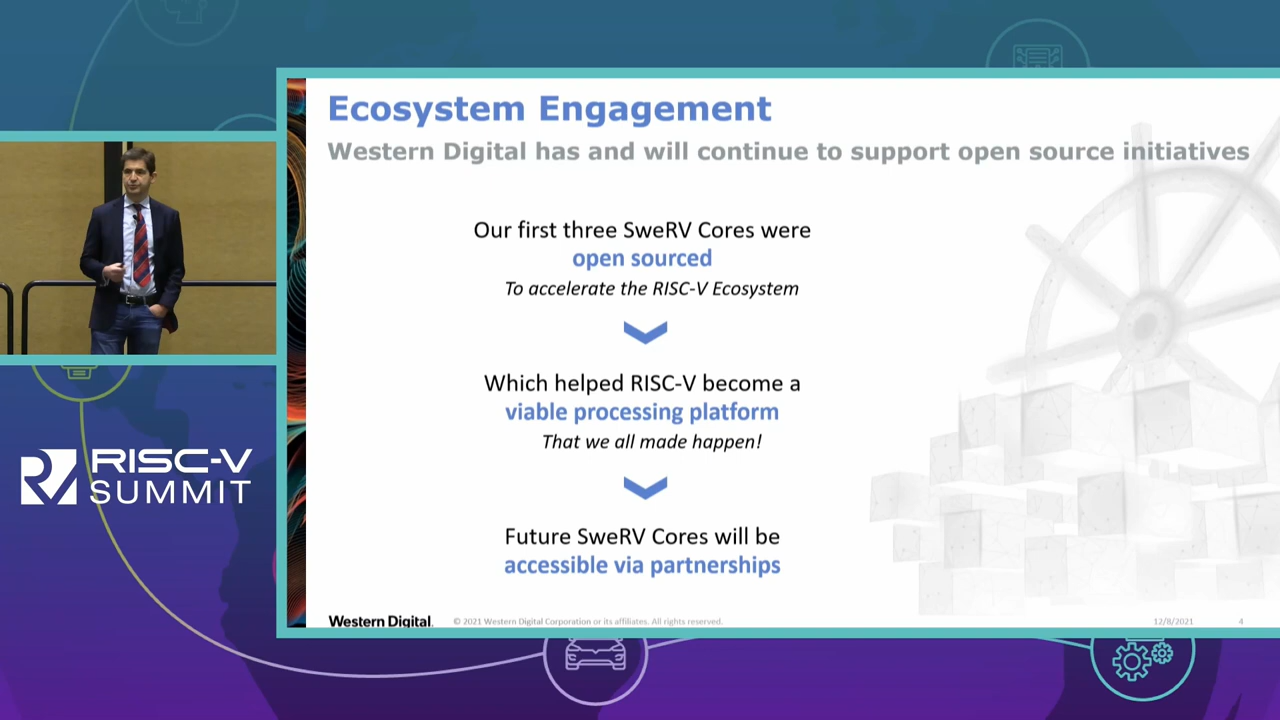 Ecosystem Engagement
Western Digital has and will continue to support open source initiatives
Our first three SweRV Cores were
open sourced
To accelerate the RISC-V Ecosystem
Which helped RISC-V become a
viable processing platform
That we all made happen!
Future SweRV Cores will be
accessible via partnerships
RISC-V
SUMMIT
Western Digital. © 2021 Western Digital Corporation or its affiliates. All rights reserved. 12/8/2021 4